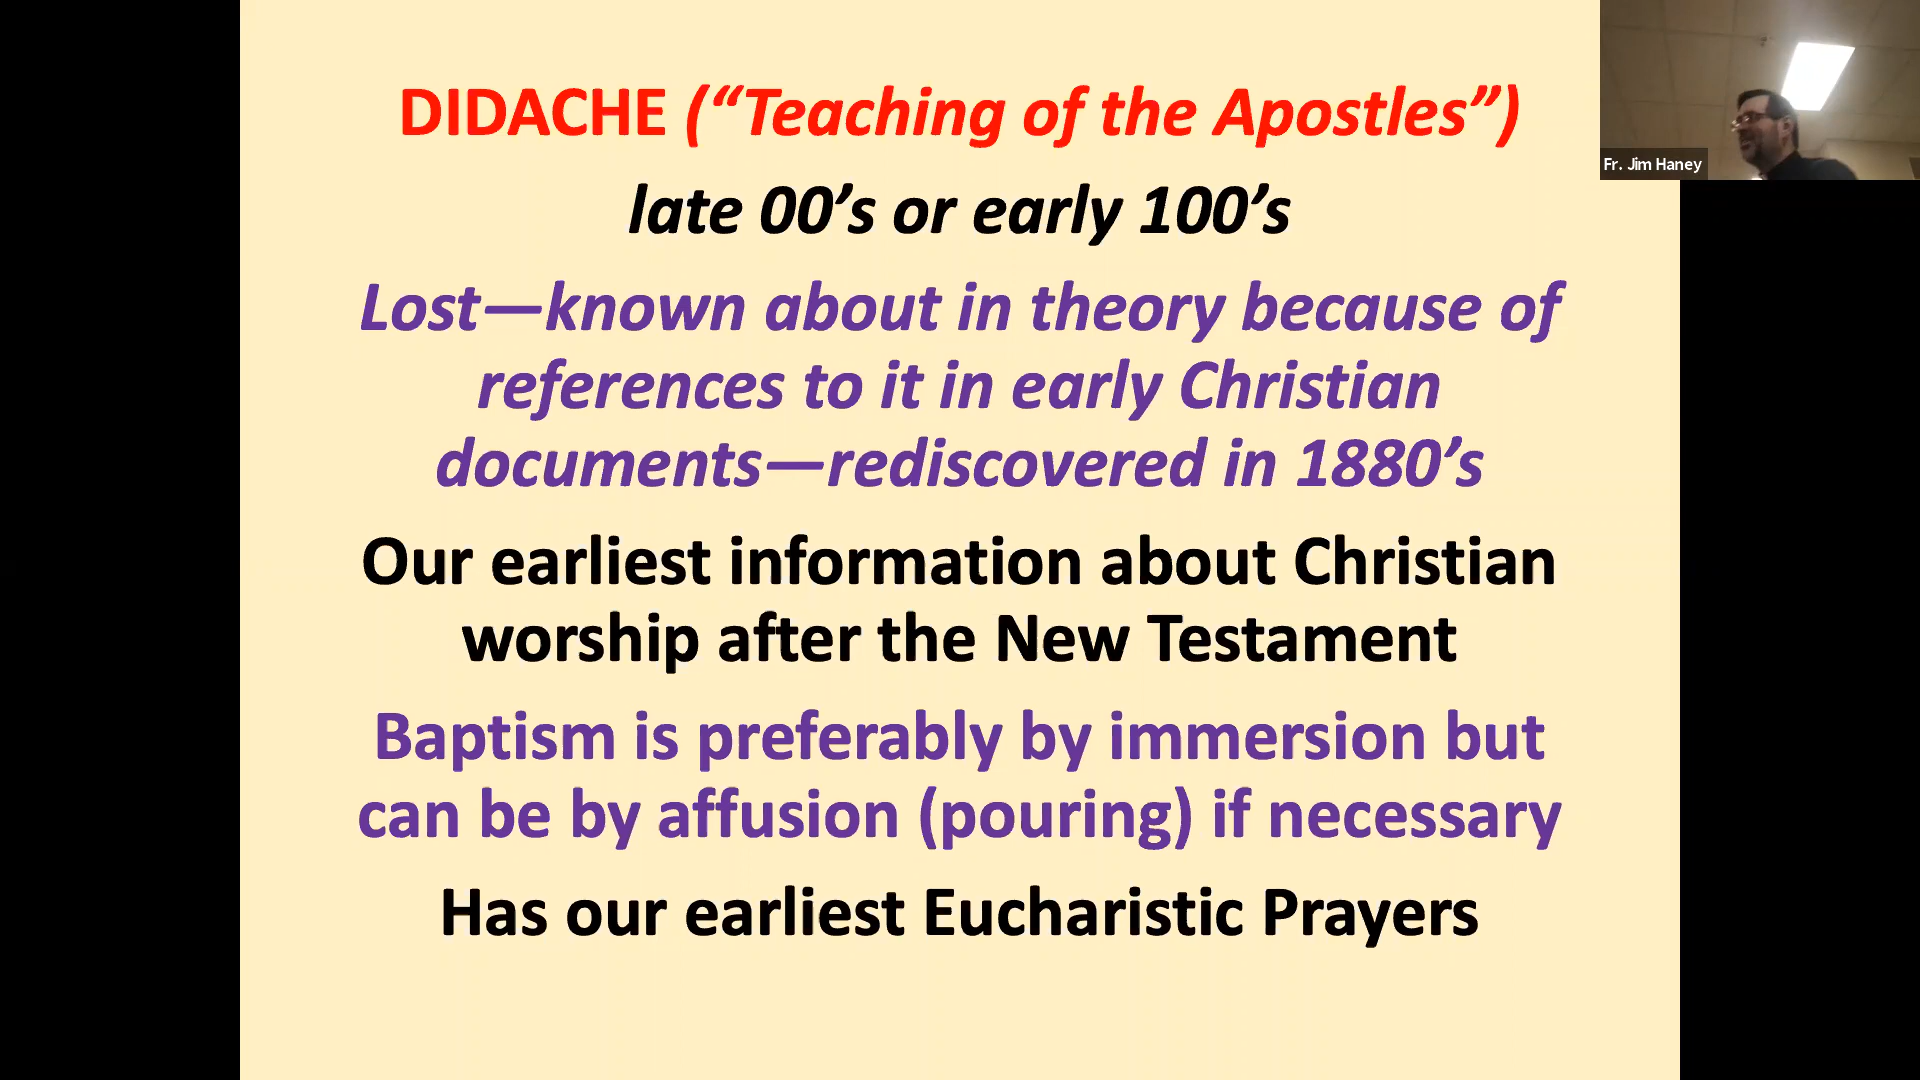 DIDACHE (“Teaching of the Apostles”)
late 00’s or early 100’s
Lost—known about in theory because of
references to it in early Christian
documents—rediscovered in 1880’s
Our earliest information about Christian
worship after the New Testament
Baptism is preferably by immersion but
can be by affusion (pouring) if necessary
Has our earliest Eucharistic Prayers
Fr. Jim Haney